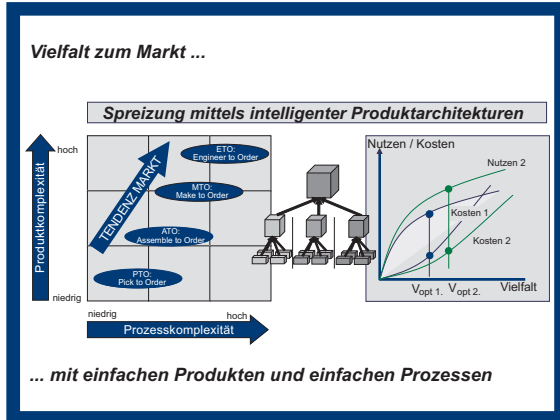 Vielfalt zum Markt ...
Spreizung mittels intelligenter Produktarchitekturen
Produktkomplexität
hoch
niedrig
TENDENZ MARKT
ETO:
Engineer to Order
MTO:
Make to Order
ATO:
Assemble to Order
PTO:
Pick to Order
niedrig
hoch
Prozesskomplexität
Nutzen / Kosten
Nutzen 2
Kosten 1
Kosten 2
V opt 1. V opt 2. Vielfalt
... mit einfachen Produkten und einfachen Prozessen